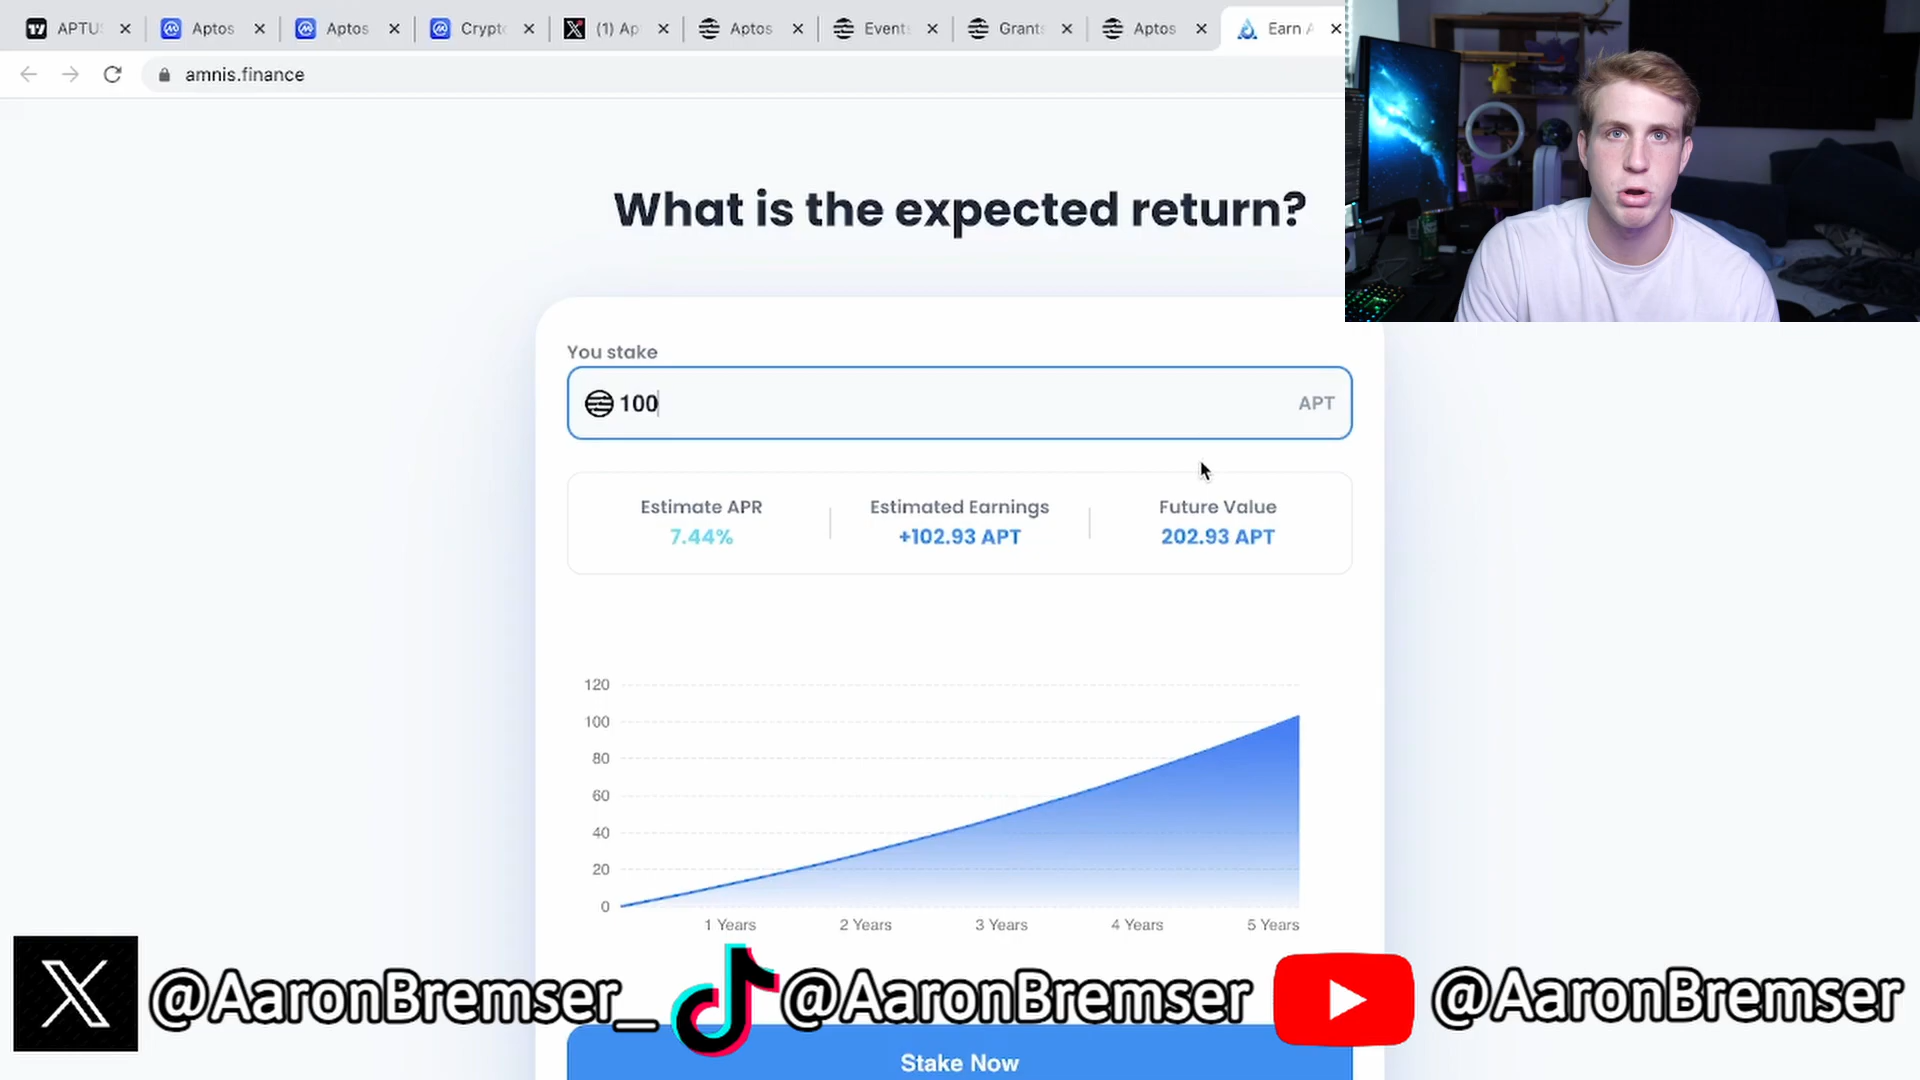 APTU
Aptos
Aptos
Crypt
(1) Ap
Aptos
Event
Grants
Aptos
Earn A
amnis.finance
What is the expected return?
You stake
100
APT
Estimate APR
7.44%
Estimated Earnings
+102.93 APT
Future Value
202.93 APT
120
100
80
60
40
20
0
1 Years
2 Years
3 Years
4 Years
5 Years
@AaronBremser_
@AaronBremser
@AaronBremser
Stake Now